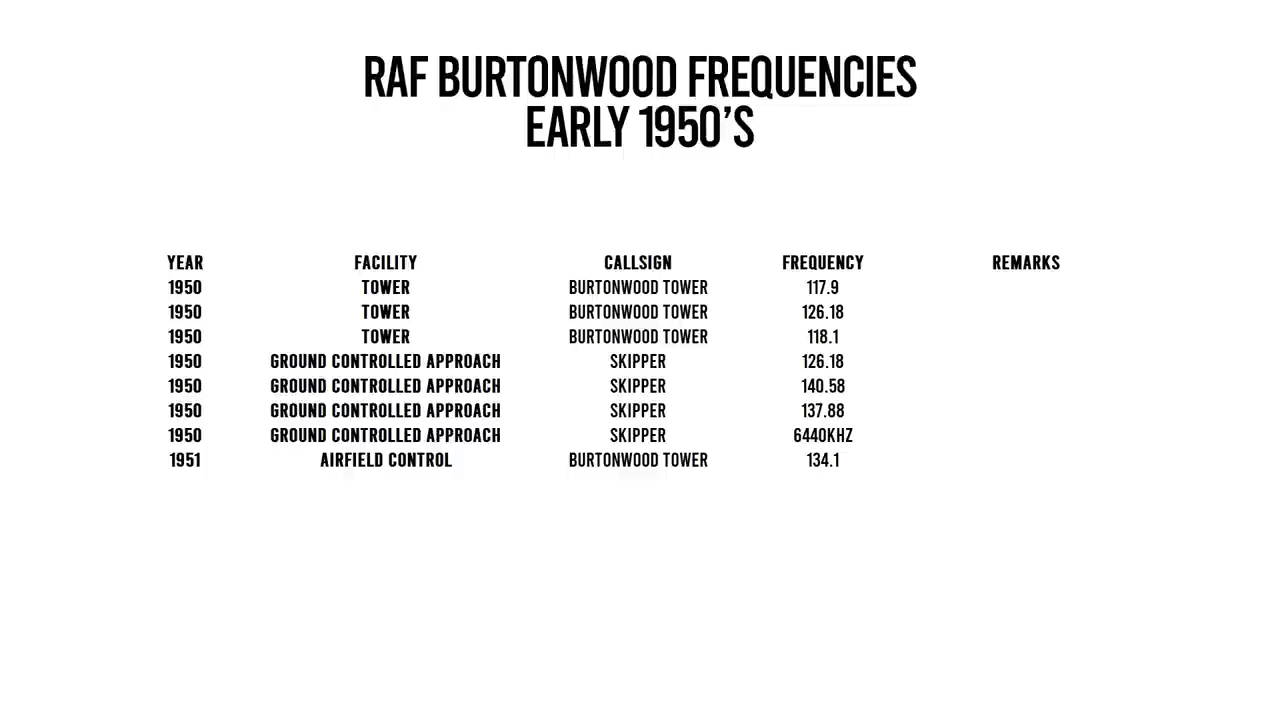 RAF BURTONWOOD FREQUENCIES
EARLY 1950'S
YEAR FACILITY CALLSIGN FREQUENCY REMARKS
1950 TOWER BURTONWOOD TOWER 117.9
1950 TOWER BURTONWOOD TOWER 126.18
1950 TOWER BURTONWOOD TOWER 118.1
1950 GROUND CONTROLLED APPROACH SKIPPER 126.18
1950 GROUND CONTROLLED APPROACH SKIPPER 140.58
1950 GROUND CONTROLLED APPROACH SKIPPER 137.88
1950 GROUND CONTROLLED APPROACH SKIPPER 6440KHZ
1951 AIRFIELD CONTROL BURTONWOOD TOWER 134.1